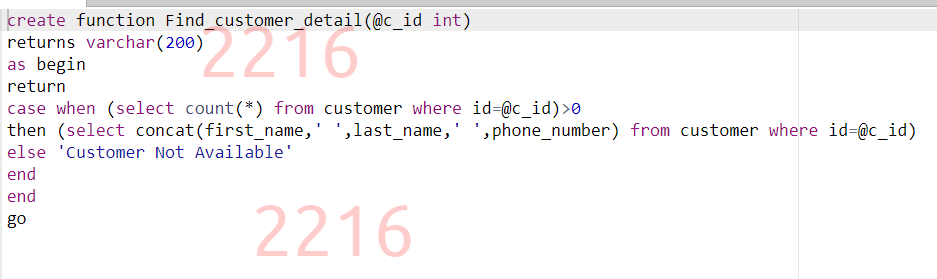 create function Find_customer_detail(@c_id int)
returns varchar(200)
2216
as begin
return
case when (select count(*) from customer where id=@c_id)>0
then (select concat(first_name,' ',last_name,' ',phone_number) from customer where id=@c_id)
else 'Customer Not Available'
end
end
go
2216